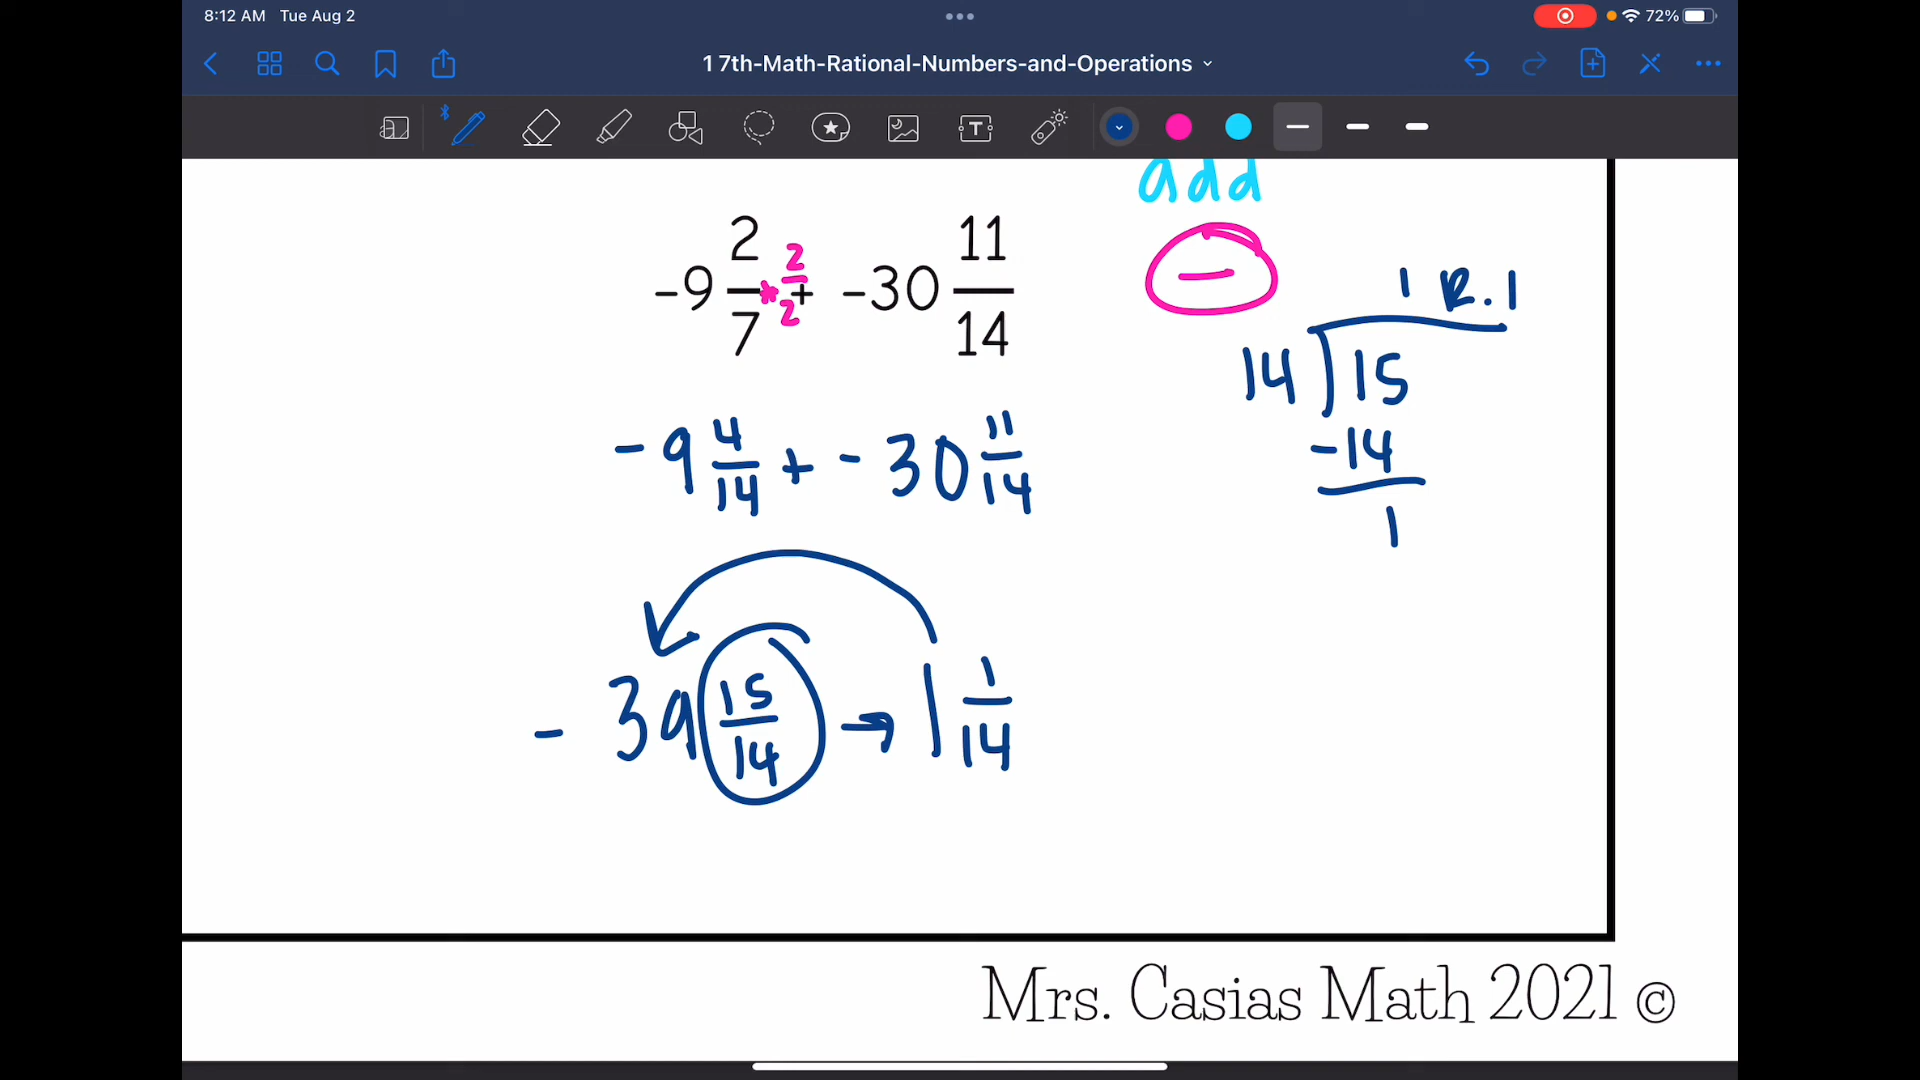 8:12 AM Tue Aug 2
72%
1 7th-Math-Rational-Numbers-and-Operations
add
-9 2/7 * 2/2 + -30 11/14
−
1 R. 1
14 ) 15
-14
1
-9 4/14 + -30 11/14
- 39 15/14 → 1 1/14
Mrs. Casias Math 2021 ©